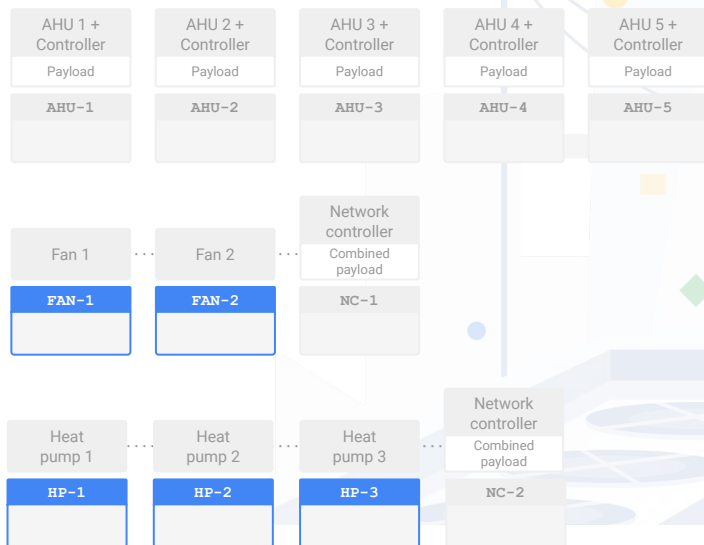 AHU 1 +
Controller
Payload
AHU 2 +
Controller
Payload
AHU 3 +
Controller
Payload
AHU 4 +
Controller
Payload
AHU 5 +
Controller
Payload
AHU-1
AHU-2
AHU-3
AHU-4
AHU-5
Fan 1
Fan 2
Network
controller
Combined
payload
FAN-1
FAN-2
NC-1
Heat
pump 1
Heat
pump 2
Heat
pump 3
Network
controller
Combined
payload
HP-1
HP-2
HP-3
NC-2